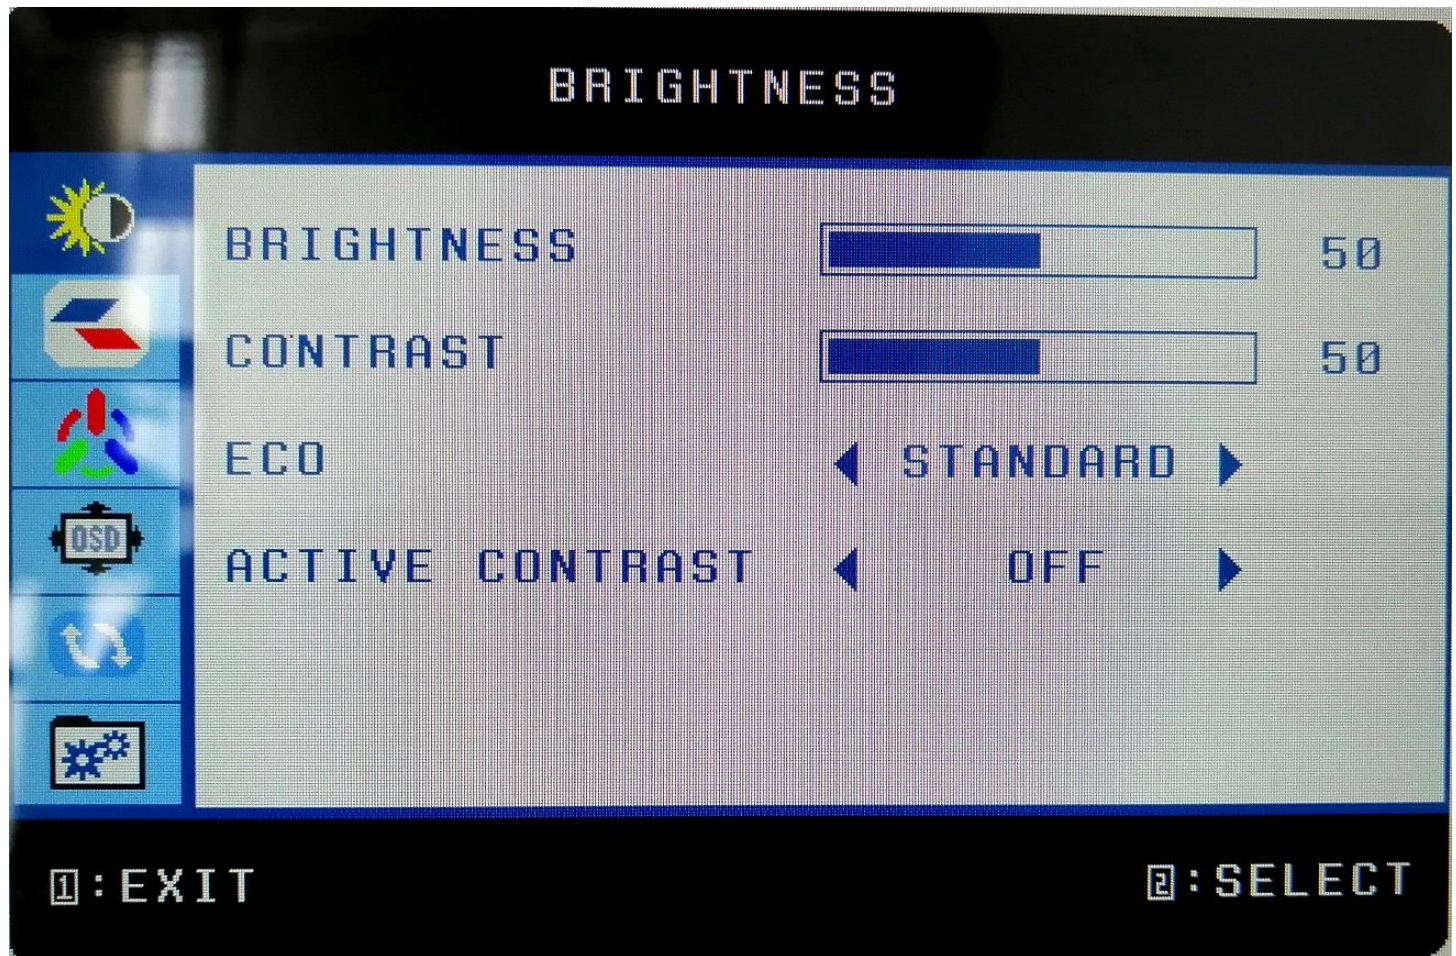 BRIGHTNESS
BRIGHTNESS 50
CONTRAST 50
ECO STANDARD
OSD
ACTIVE CONTRAST OFF
1:EXIT 2:SELECT